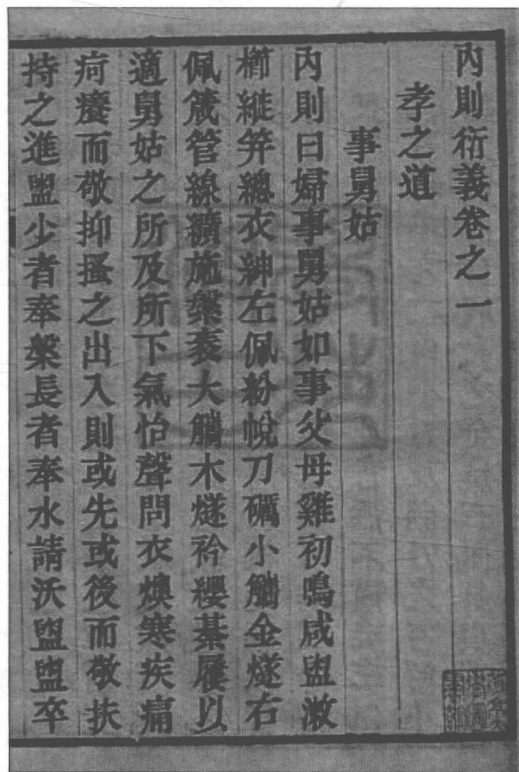 內則衍義卷之一
孝之道
事舅姑
內則曰婦事舅姑如事父母雞初鳴咸盥漱
櫛縰笄總衣紳左佩紛帨刀礪小觿金燧右
佩箴管線纊施縏袠大觿木燧衿纓綦屨以
適舅姑之所及所下氣怡聲問衣燠寒疾痛
疴癢而敬抑搔之出入則或先或後而敬扶
持之進盥少者奉槃長者奉水請沃盥盥卒